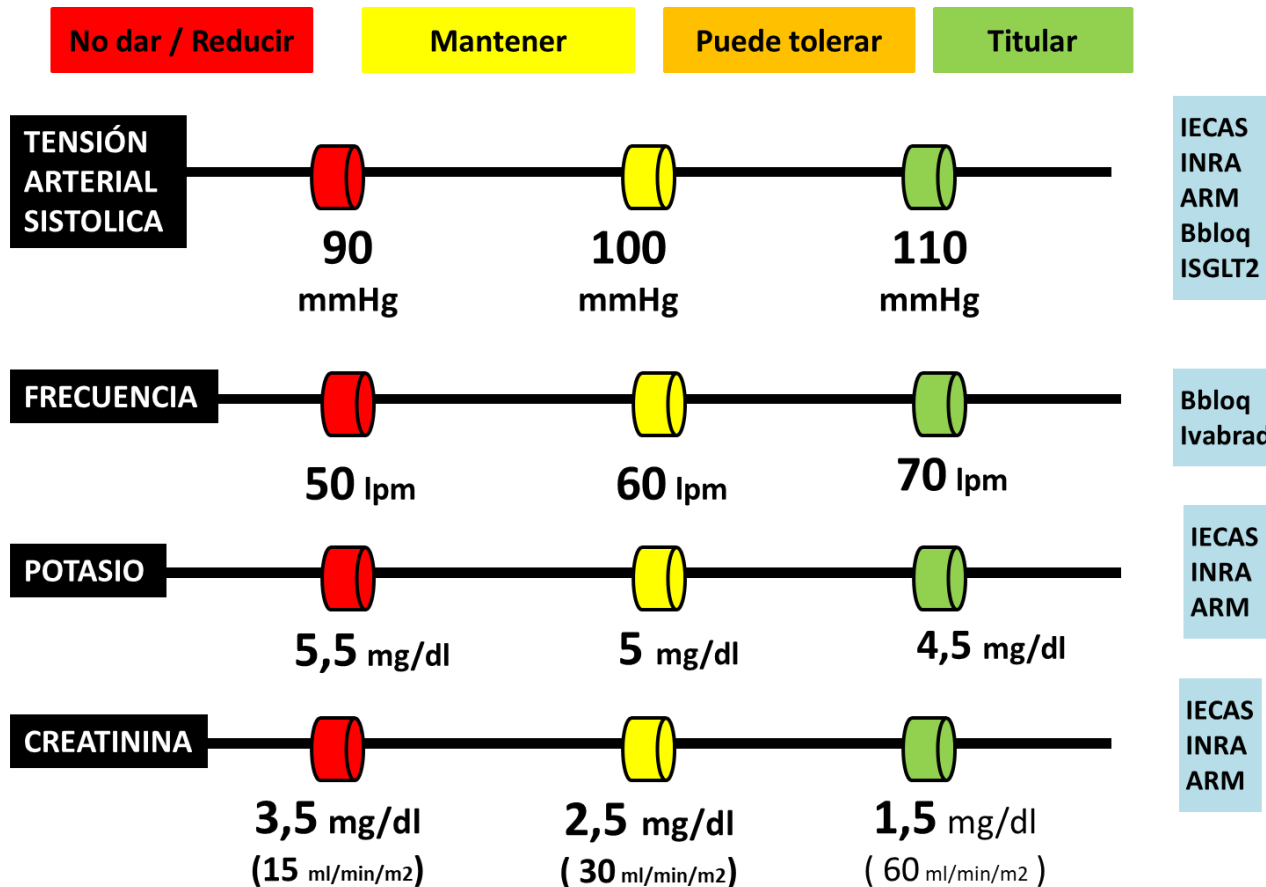 No dar / Reducir
Mantener
Puede tolerar
Titular
TENSIÓN
ARTERIAL
SISTOLICA
90
mmHg
100
mmHg
110
mmHg
IECAS
INRA
ARM
Bbloq
ISGLT2
FRECUENCIA
50 lpm
60 lpm
70 lpm
Bbloq
Ivabrad
POTASIO
5,5 mg/dl
5 mg/dl
4,5 mg/dl
IECAS
INRA
ARM
CREATININA
3,5 mg/dl
(15 ml/min/m2)
2,5 mg/dl
( 30 ml/min/m2)
1,5 mg/dl
( 60 ml/min/m2 )
IECAS
INRA
ARM